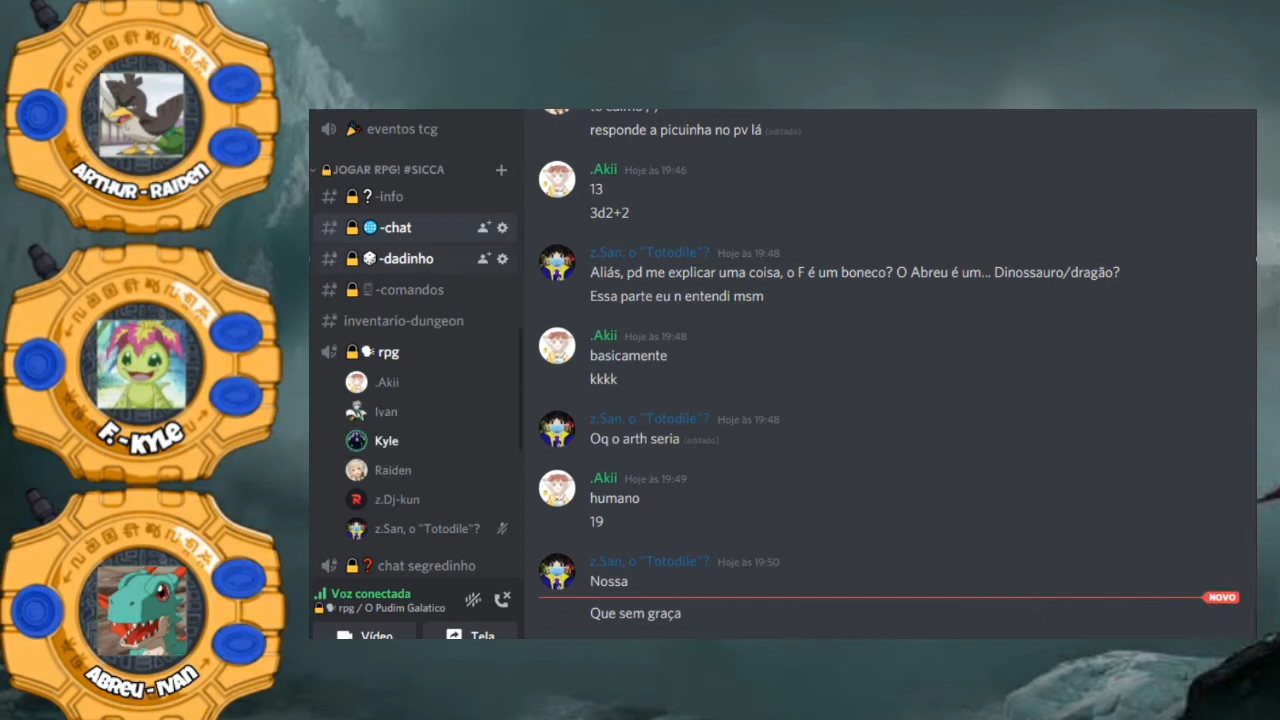 ARTHUR - RAIDEN
F. - KYLE
ABREU - IVAN
eventos tcg
JOGAR RPG! #SICCA
-info
-chat
-dadinho
-comandos
inventario-dungeon
rpg
.Akii
Ivan
Kyle
Raiden
z.Dj-kun
z.San, o "Totodile"?
chat segredinho
Voz conectada
rpg / O Pudim Galatico
Vídeo
Tela
responde a picuinha no pv lá (editado)
.Akii Hoje às 19:46
13
3d2+2
z.San, o "Totodile"? Hoje às 19:48
Aliás, pd me explicar uma coisa, o F é um boneco? O Abreu é um... Dinossauro/dragão?
Essa parte eu n entendi msm
.Akii Hoje às 19:48
basicamente
kkkk
z.San, o "Totodile"? Hoje às 19:48
Oq o arth seria (editado)
.Akii Hoje às 19:49
humano
19
z.San, o "Totodile"? Hoje às 19:50
Nossa
NOVO
Que sem graça